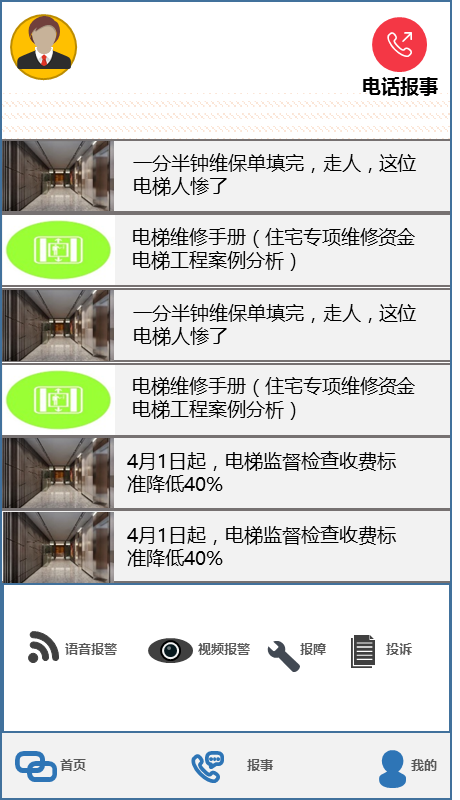 电话报事
一分半钟维保单填完，走人，这位
电梯人惨了
电梯维修手册（住宅专项维修资金
电梯工程案例分析）
一分半钟维保单填完，走人，这位
电梯人惨了
电梯维修手册（住宅专项维修资金
电梯工程案例分析）
4月1日起，电梯监督检查收费标
准降低40%
4月1日起，电梯监督检查收费标
准降低40%
语音报警 视频报警 报障 投诉
首页 报事 我的